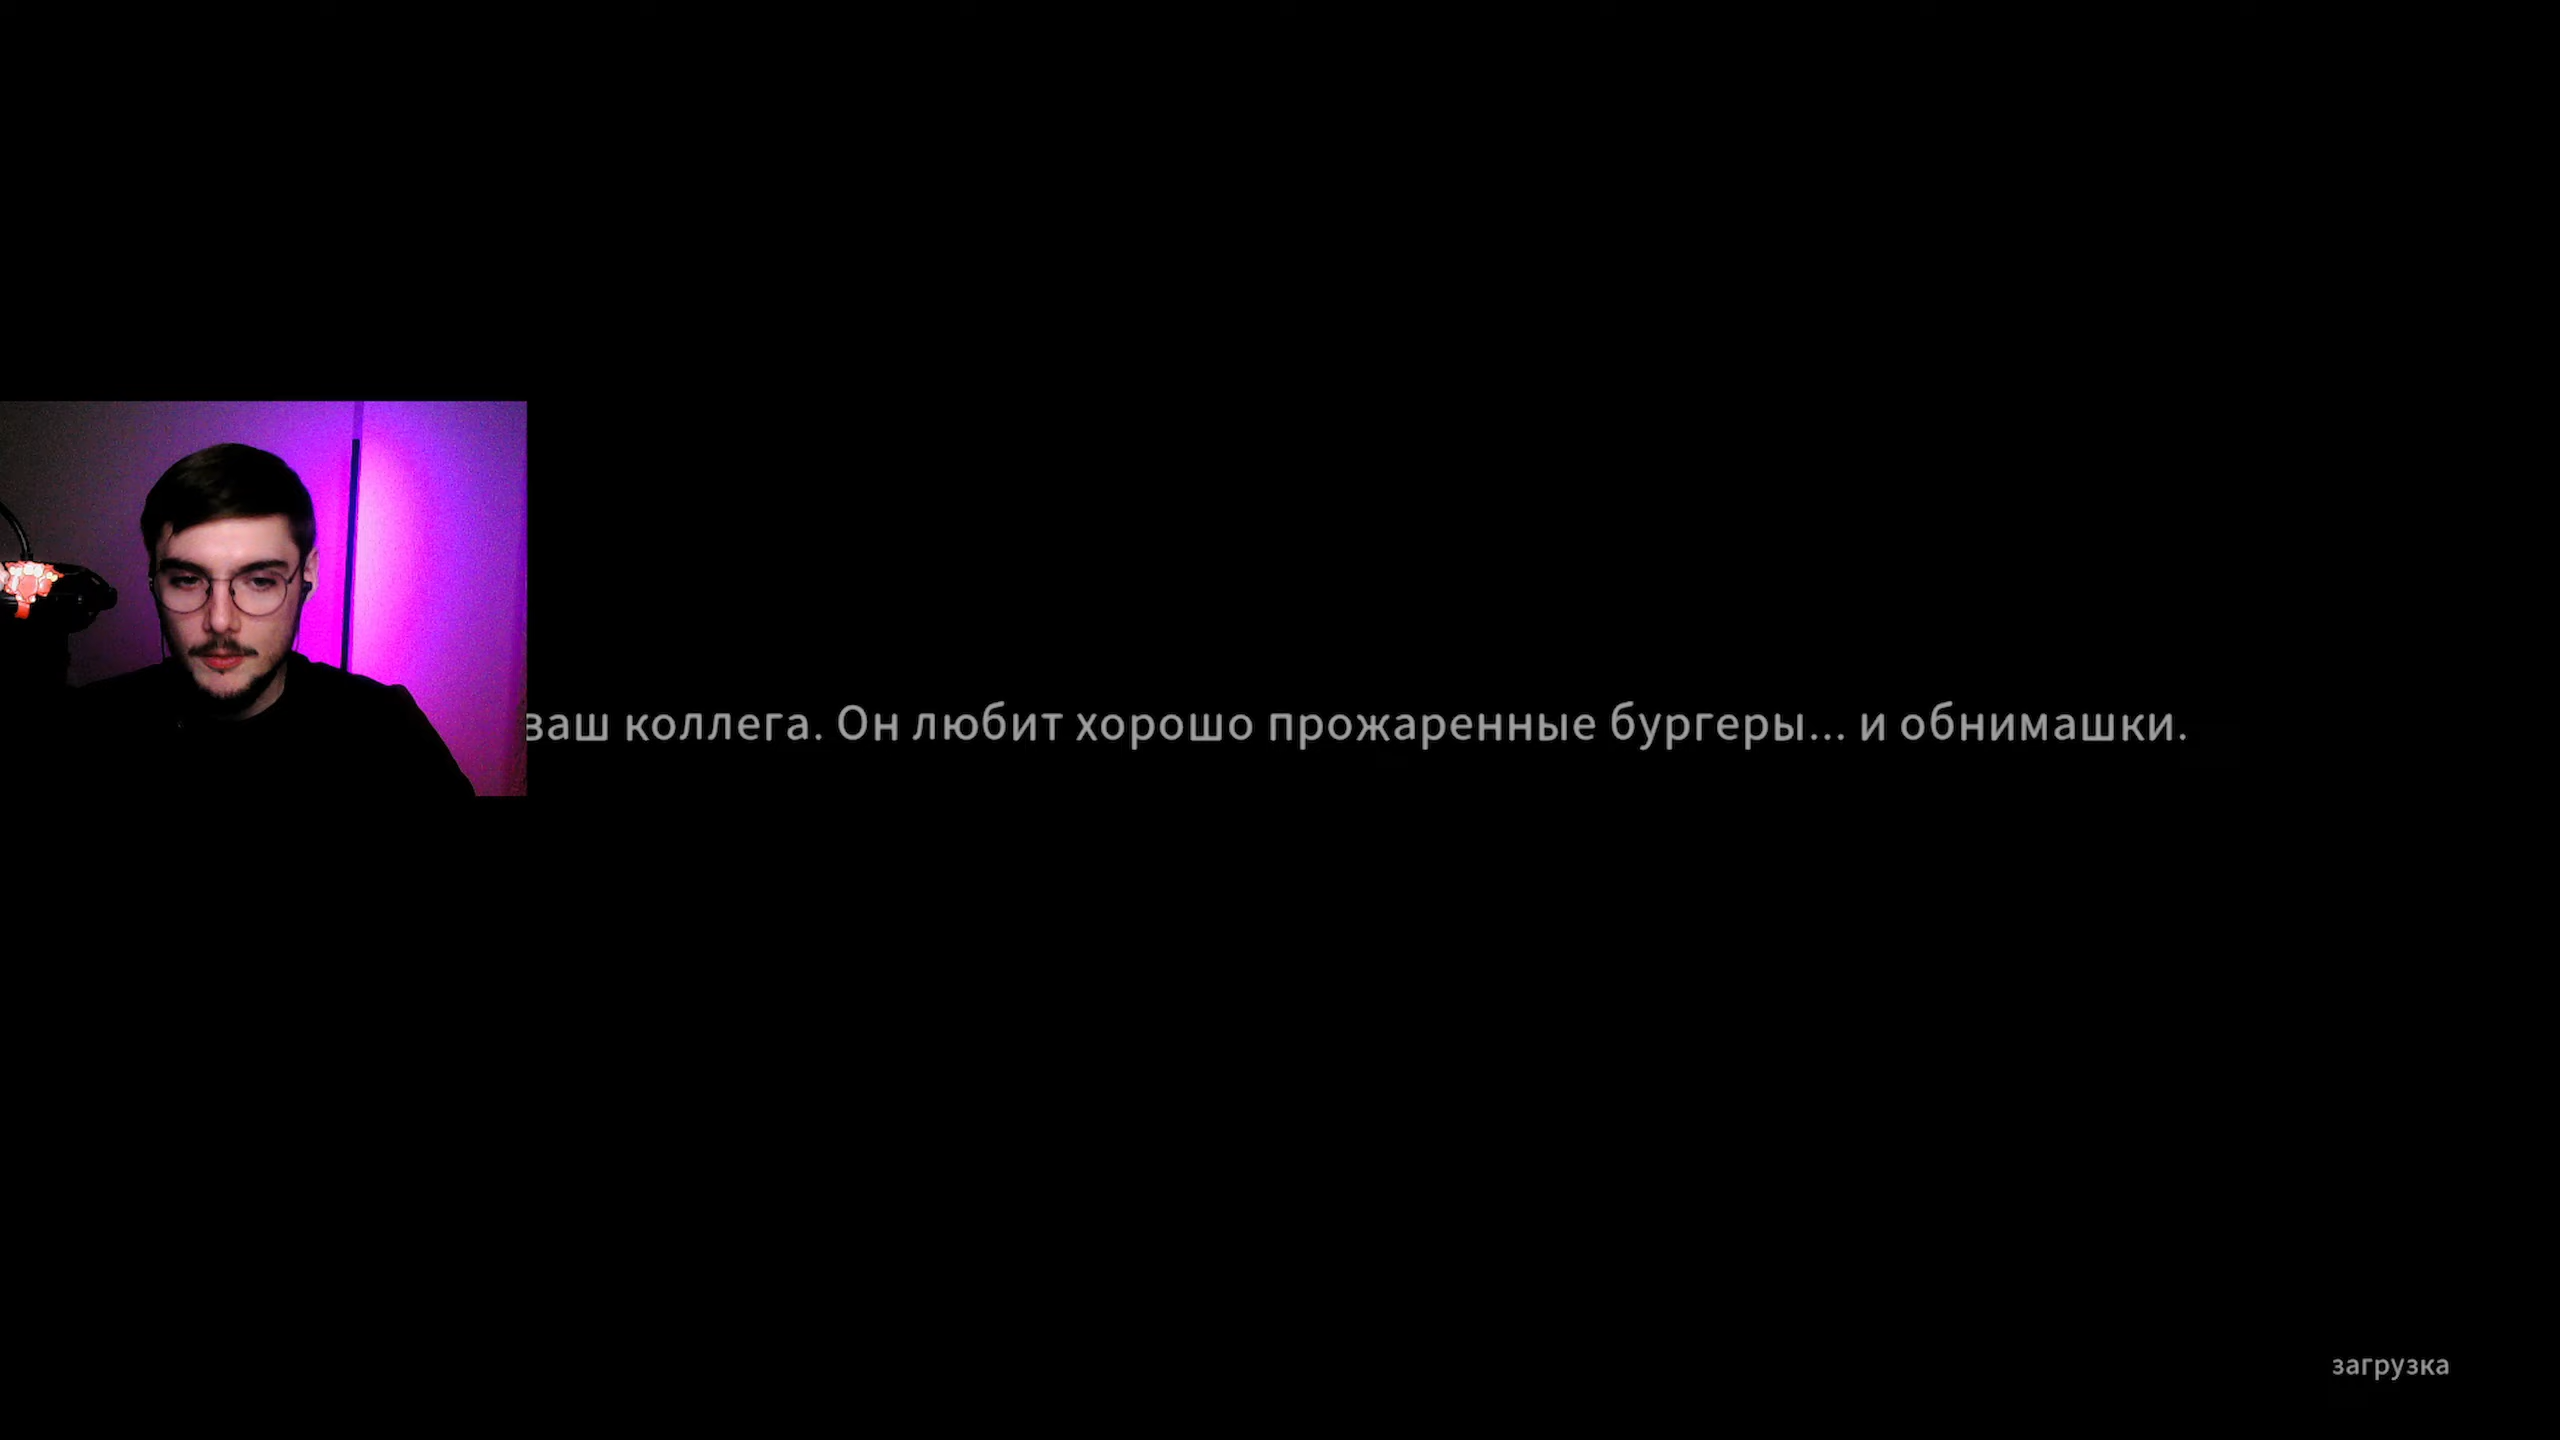 ваш коллега. Он любит хорошо прожаренные бургеры... и обнимашки.
загрузка